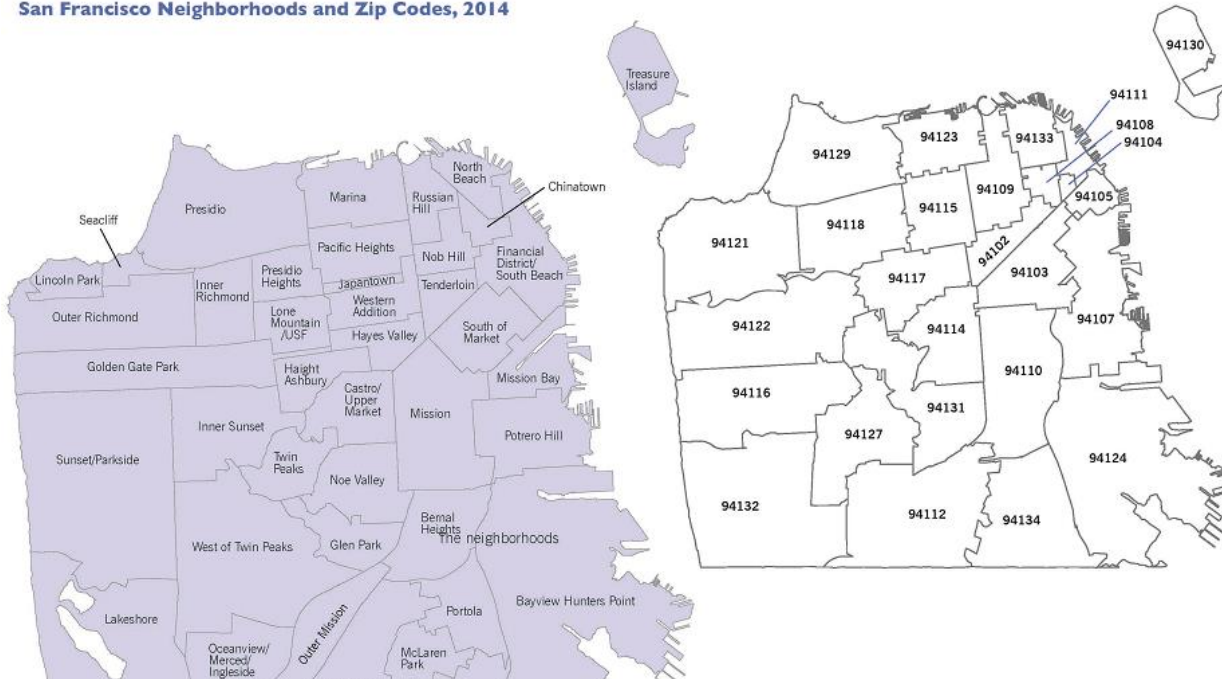 San Francisco Neighborhoods and Zip Codes, 2014
Treasure
Island
North
Beach
Chinatown
Marina
Russian
Hill
Presidio
Seacliff
Pacific Heights
Nob Hill
Financial
District/
South Beach
Lincoln Park
Inner
Richmond
Presidio
Heights
Japantown
Tenderloin
Western
Addition
Outer Richmond
Lone
Mountain
/USF
Hayes Valley
South of
Market
Golden Gate Park
Haight
Ashbury
Castro/
Upper
Market
Mission Bay
Mission
Inner Sunset
Potrero Hill
Sunset/Parkside
Twin
Peaks
Noe Valley
Bernal
Heights
The neighborhoods
West of Twin Peaks
Glen Park
Bayview Hunters Point
Lakeshore
Outer Mission
Portola
Oceanview/
Merced/
Ingleside
McLaren
Park
94130
94111
94108
94104
94123
94133
94129
94109
94105
94115
94118
94121
94102
94103
94117
94107
94122
94114
94110
94116
94131
94127
94124
94132
94112
94134